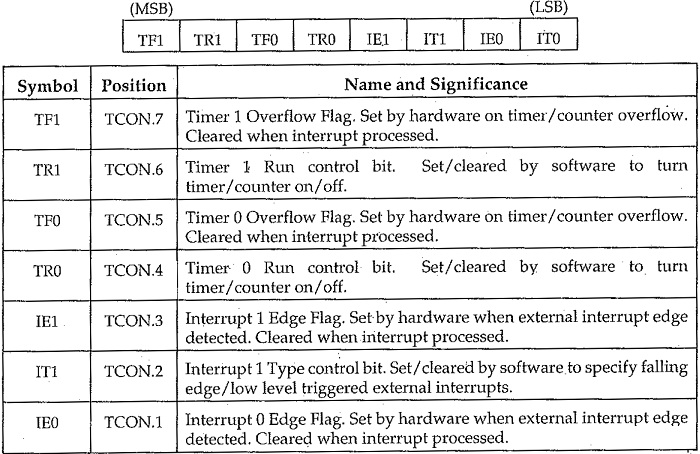 (MSB) (LSB)
TF1 TR1 TF0 TR0 IE1 IT1 IE0 IT0
Symbol Position Name and Significance
TF1 TCON.7 Timer 1 Overflow Flag. Set by hardware on timer/counter overflow.
Cleared when interrupt processed.
TR1 TCON.6 Timer 1 Run control bit. Set/cleared by software to turn
timer/counter on/off.
TF0 TCON.5 Timer 0 Overflow Flag. Set by hardware on timer/counter overflow.
Cleared when interrupt processed.
TR0 TCON.4 Timer 0 Run control bit. Set/cleared by software to turn
timer/counter on/off.
IE1 TCON.3 Interrupt 1 Edge Flag. Set by hardware when external interrupt edge
detected. Cleared when interrupt processed.
IT1 TCON.2 Interrupt 1 Type control bit. Set/cleared by software to specify falling
edge/low level triggered external interrupts.
IE0 TCON.1 Interrupt 0 Edge Flag. Set by hardware when external interrupt edge
detected. Cleared when interrupt processed.